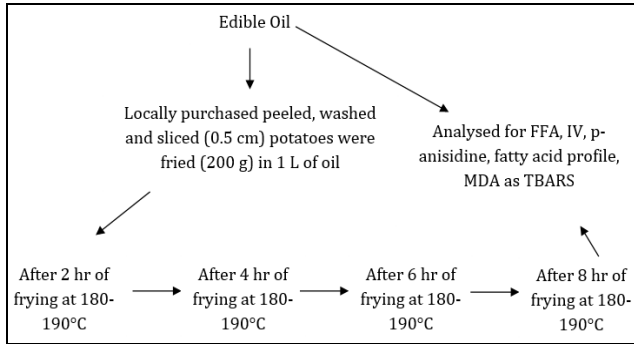 Edible Oil
Locally purchased peeled, washed
and sliced (0.5 cm) potatoes were
fried (200 g) in 1 L of oil
Analysed for FFA, IV, p-
anisidine, fatty acid profile,
MDA as TBARS
After 2 hr of
frying at 180-
190°C
After 4 hr of
frying at 180-
190°C
After 6 hr of
frying at 180-
190°C
After 8 hr of
frying at 180-
190°C